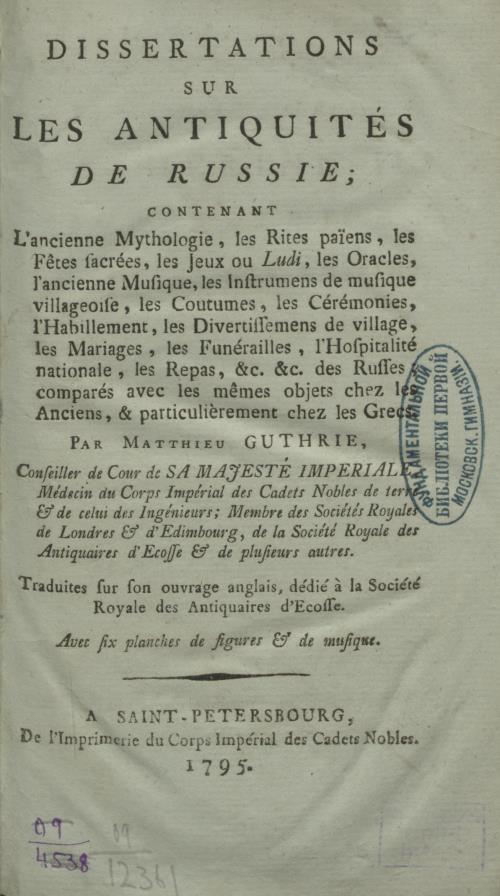 DISSERTATIONS
SUR
LES ANTIQUITÉS
DE RUSSIE;
CONTENANT
L'ancienne Mythologie, les Rites païens, les
Fêtes ſacrées, les Jeux ou Ludi, les Oracles,
l'ancienne Muſique, les Inſtrumens de muſique
villageoiſe, les Coutumes, les Cérémonies,
l'Habillement, les Divertiſſemens de village,
les Mariages, les Funérailles, l'Hoſpitalité
nationale, les Repas, &c. &c. des Ruſſes,
comparés avec les mêmes objets chez les
Anciens, & particulièrement chez les Grecs.
PAR MATTHIEU GUTHRIE,
Conſeiller de Cour de SA MAJESTÉ IMPERIALE,
Médecin du Corps Impérial des Cadets Nobles de terre
& de celui des Ingénieurs; Membre des Sociétés Royales
de Londres & d'Edimbourg, de la Société Royale des
Antiquaires d'Ecoſſe & de pluſieurs autres.
Traduites ſur ſon ouvrage anglais, dédié à la Société
Royale des Antiquaires d'Ecoſſe.
Avec ſix planches de figures & de muſique.
A SAINT-PETERSBOURG,
De l'Imprimerie du Corps Impérial des Cadets Nobles.
1795.
ФУНДАМЕНТАЛЬНОЙ
БИБЛІОТЕКИ ПЕРВОЙ
МОСКОВСК. ГИМНАЗІИ.
09
4538
09
12361